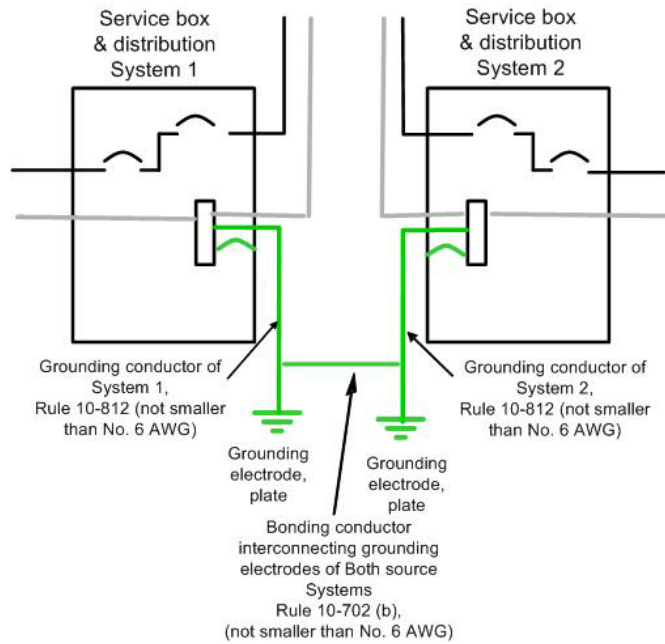 Service box
& distribution
System 1
Service box
& distribution
System 2
Grounding conductor of
System 1,
Rule 10-812 (not smaller
than No. 6 AWG)
Grounding conductor of
System 2,
Rule 10-812 (not smaller
than No. 6 AWG)
Grounding
electrode,
plate
Grounding
electrode,
plate
Bonding conductor
interconnecting grounding
electrodes of Both source
Systems
Rule 10-702 (b),
(not smaller than No. 6 AWG)